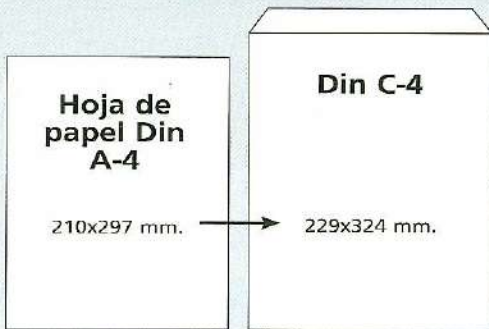 Hoja de
papel Din
A-4
210x297 mm.
Din C-4
229x324 mm.